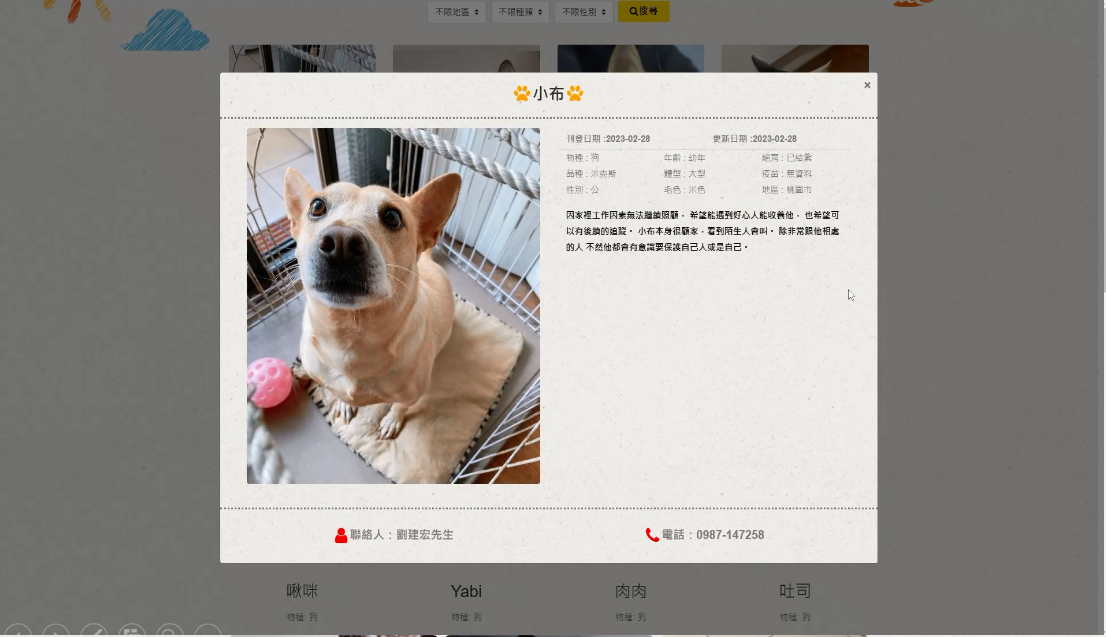 不限地區 不限種類 不限性別 搜尋
×
小布
刊登日期 :2023-02-28 更新日期 :2023-02-28
物種 : 狗 年齡 : 幼年 絕育 : 已結紮
品種 : 米克斯 體型 : 大型 疫苗 : 無資料
性別 : 公 毛色 : 米色 地區 : 桃園市
因家裡工作因素無法繼續照顧， 希望能遇到好心人能收養他， 也希望可
以有後續的追蹤。 小布本身很顧家，看到陌生人會叫。 除非常跟他相處
的人 不然他都會有意識要保護自己人或是自己。
聯絡人：劉建宏先生 電話：0987-147258
啾咪 Yabi 肉肉 吐司
物種: 狗 物種: 狗 物種: 狗 物種: 狗